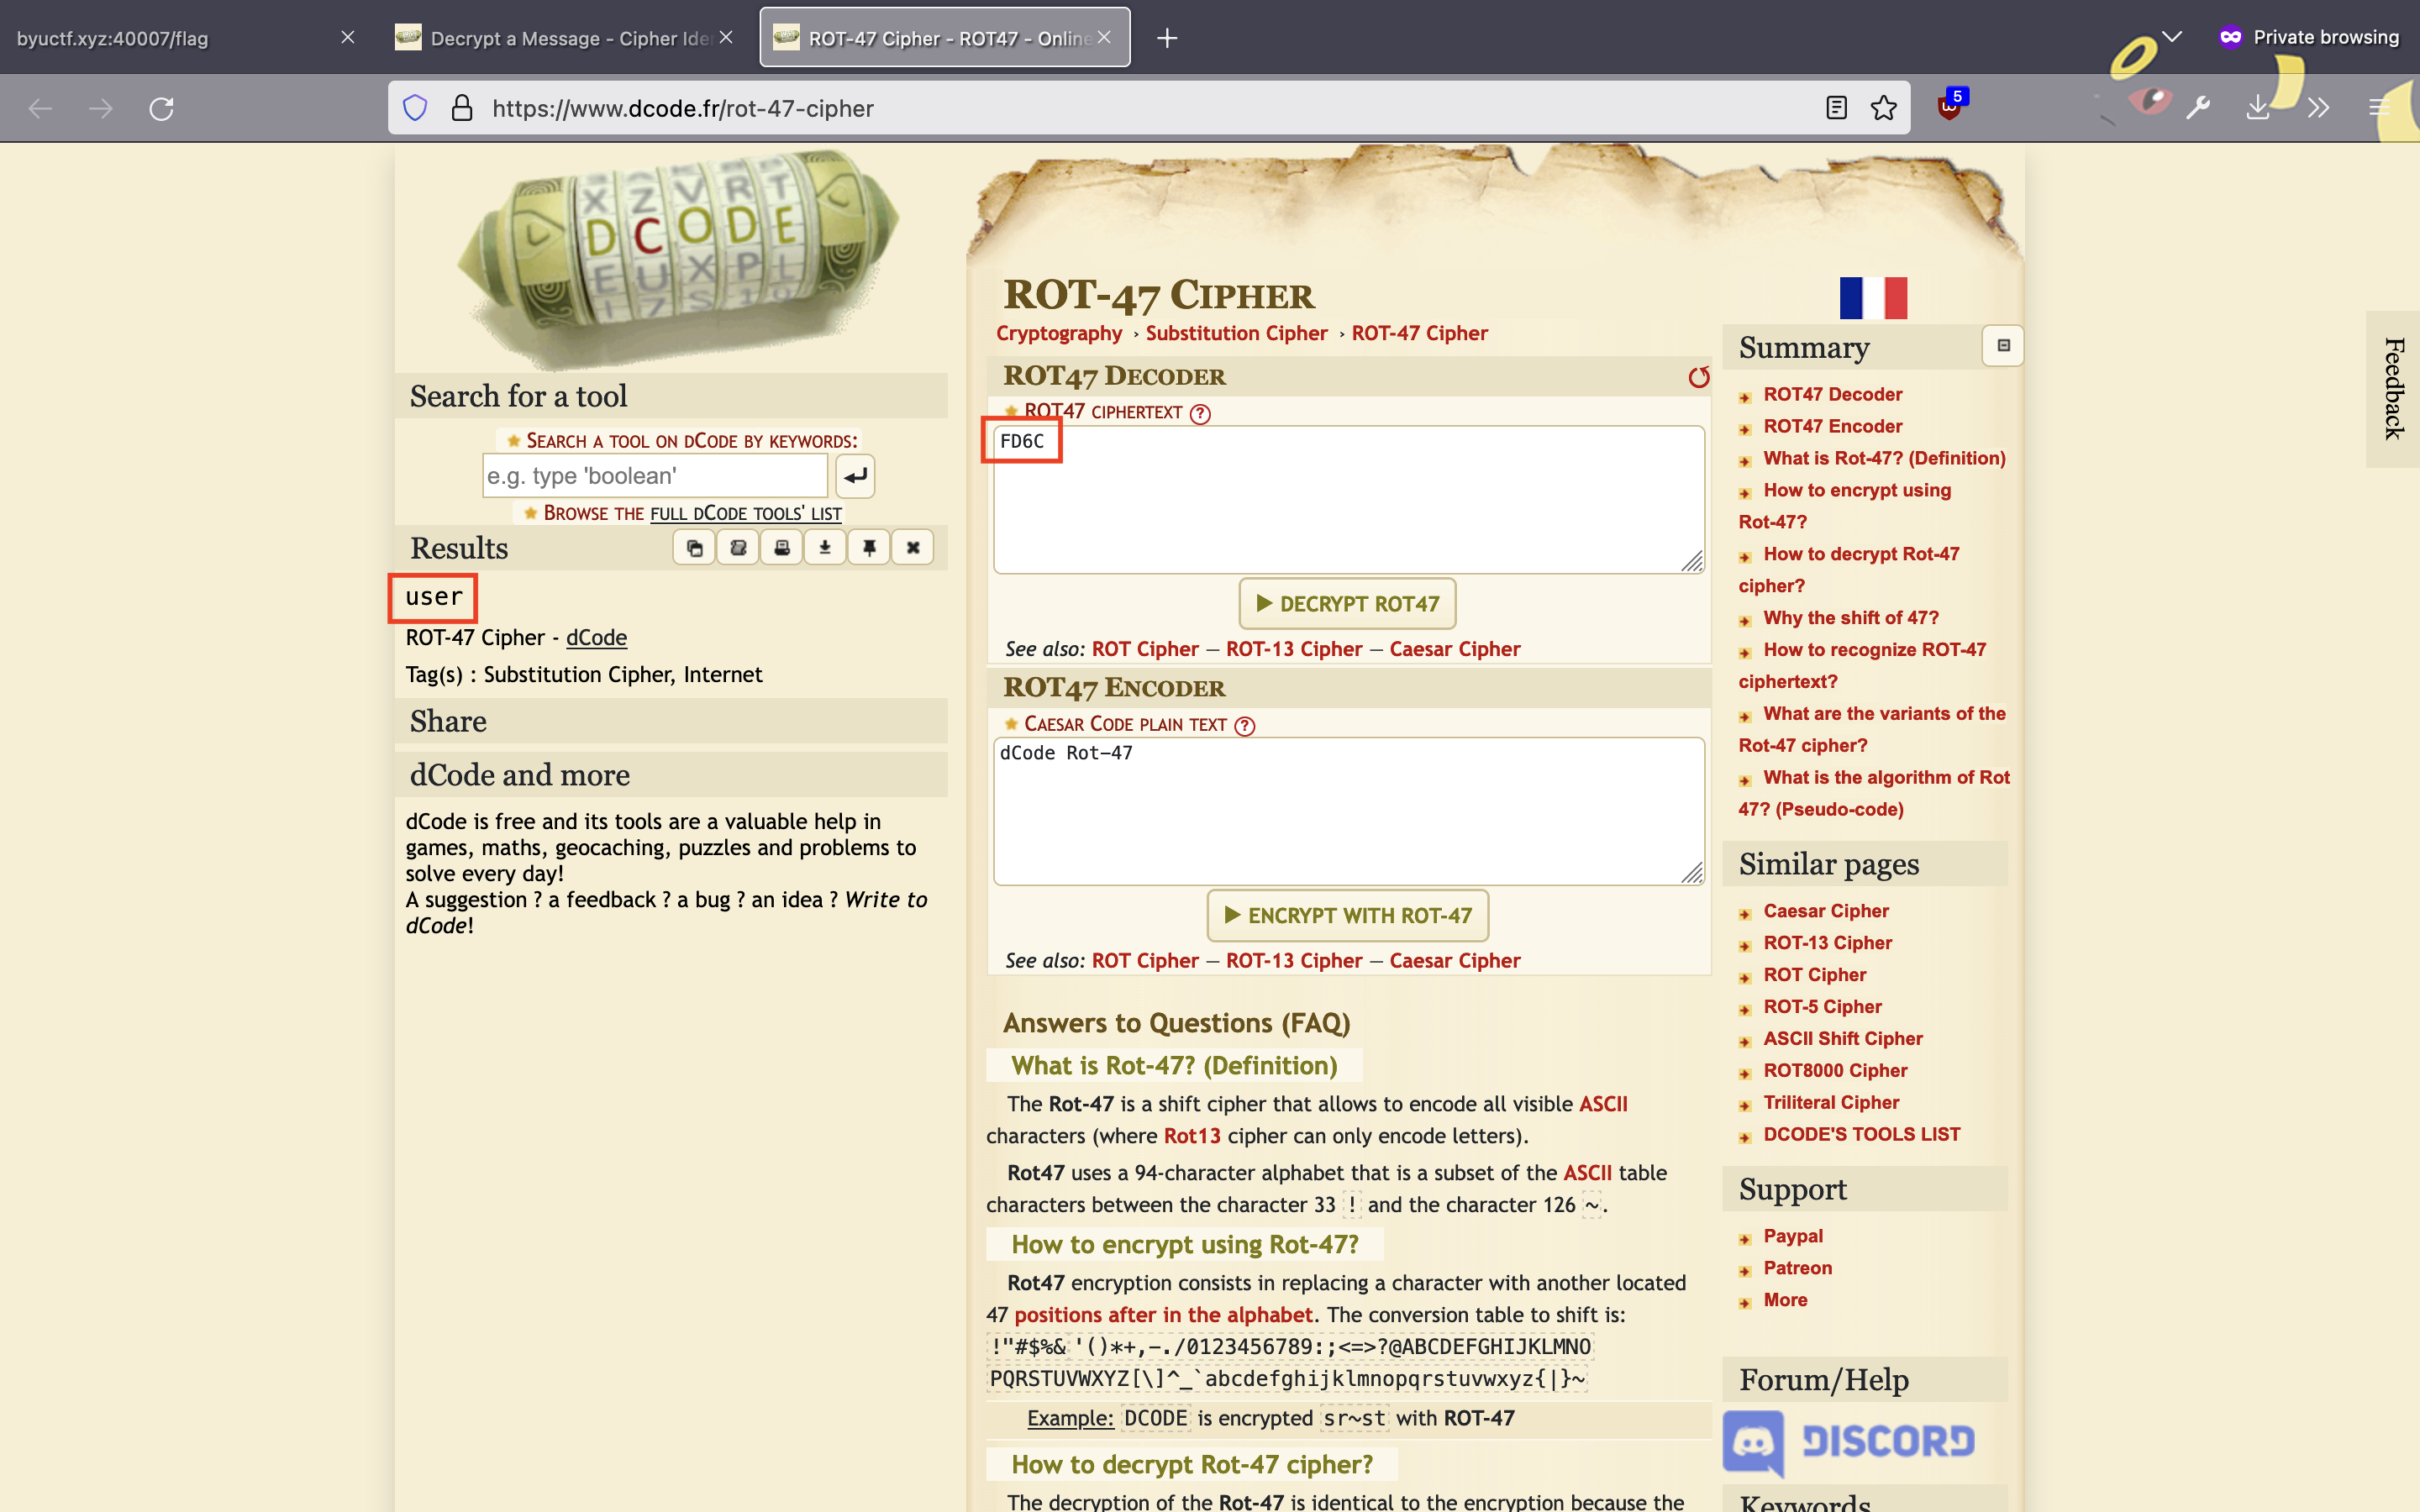 byuctf.xyz:40007/flag
Decrypt a Message - Cipher Ide
ROT-47 Cipher - ROT47 - Online
Private browsing
https://www.dcode.fr/rot-47-cipher
5
X Z V R T
D C O D E
E U X P L
Search for a tool
SEARCH A TOOL ON DCODE BY KEYWORDS:
e.g. type 'boolean'
BROWSE THE FULL DCODE TOOLS' LIST
Results
user
ROT-47 Cipher - dCode
Tag(s) : Substitution Cipher, Internet
Share
dCode and more
dCode is free and its tools are a valuable help in
games, maths, geocaching, puzzles and problems to
solve every day!
A suggestion ? a feedback ? a bug ? an idea ? Write to
dCode!
ROT-47 CIPHER
Cryptography › Substitution Cipher › ROT-47 Cipher
ROT47 DECODER
ROT47 CIPHERTEXT ?
FD6C
▶ DECRYPT ROT47
See also: ROT Cipher — ROT-13 Cipher — Caesar Cipher
ROT47 ENCODER
CAESAR CODE PLAIN TEXT ?
dCode Rot-47
▶ ENCRYPT WITH ROT-47
See also: ROT Cipher — ROT-13 Cipher — Caesar Cipher
Answers to Questions (FAQ)
What is Rot-47? (Definition)
The Rot-47 is a shift cipher that allows to encode all visible ASCII
characters (where Rot13 cipher can only encode letters).
Rot47 uses a 94-character alphabet that is a subset of the ASCII table
characters between the character 33 ! and the character 126 ~.
How to encrypt using Rot-47?
Rot47 encryption consists in replacing a character with another located
47 positions after in the alphabet. The conversion table to shift is:
!"#$%&'()*+,-./0123456789:;<=>?@ABCDEFGHIJKLMNO
PQRSTUVWXYZ[\]^_`abcdefghijklmnopqrstuvwxyz{|}~
Example: DCODE is encrypted sr~st with ROT-47
How to decrypt Rot-47 cipher?
The decryption of the Rot-47 is identical to the encryption because the
Summary
ROT47 Decoder
ROT47 Encoder
What is Rot-47? (Definition)
How to encrypt using
Rot-47?
How to decrypt Rot-47
cipher?
Why the shift of 47?
How to recognize ROT-47
ciphertext?
What are the variants of the
Rot-47 cipher?
What is the algorithm of Rot
47? (Pseudo-code)
Similar pages
Caesar Cipher
ROT-13 Cipher
ROT Cipher
ROT-5 Cipher
ASCII Shift Cipher
ROT8000 Cipher
Triliteral Cipher
DCODE'S TOOLS LIST
Support
Paypal
Patreon
More
Forum/Help
DISCORD
Keywords
Feedback